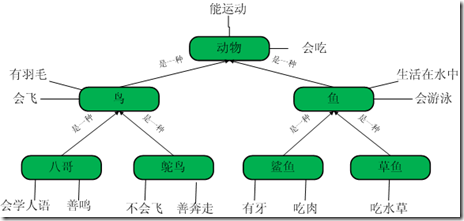 能运动
动物
会吃
是一种
是一种
有羽毛
会飞
鸟
鱼
生活在水中
会游泳
是一种
是一种
是一种
是一种
八哥
鸵鸟
鲨鱼
草鱼
会学人语
善鸣
不会飞
善奔走
有牙
吃肉
吃水草